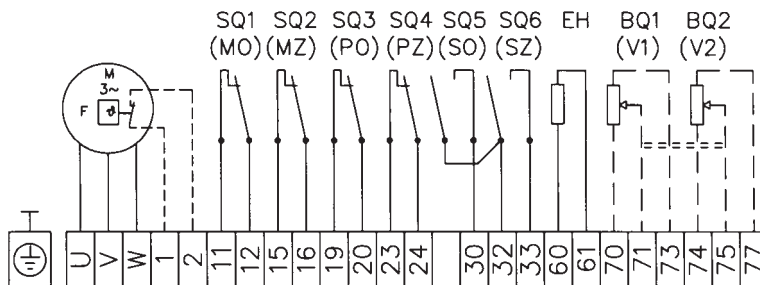 SQ1 SQ2 SQ3 SQ4 SQ5 SQ6 EH BQ1 BQ2
(MO) (MZ) (PO) (PZ) (SO) (SZ) (V1) (V2)
M
3~
F ϑ
U V W 1 2 11 12 15 16 19 20 23 24 30 32 33 60 61 70 71 73 74 75 77